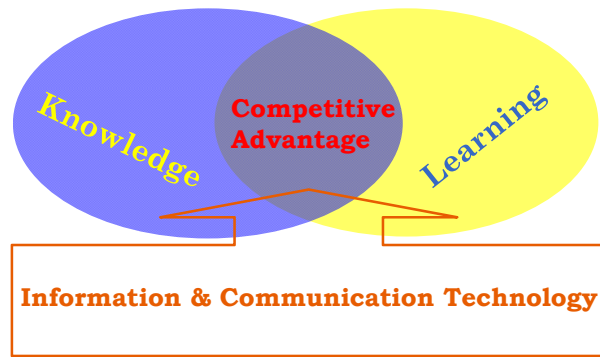 Knowledge
Competitive
Advantage
Learning
Information & Communication Technology